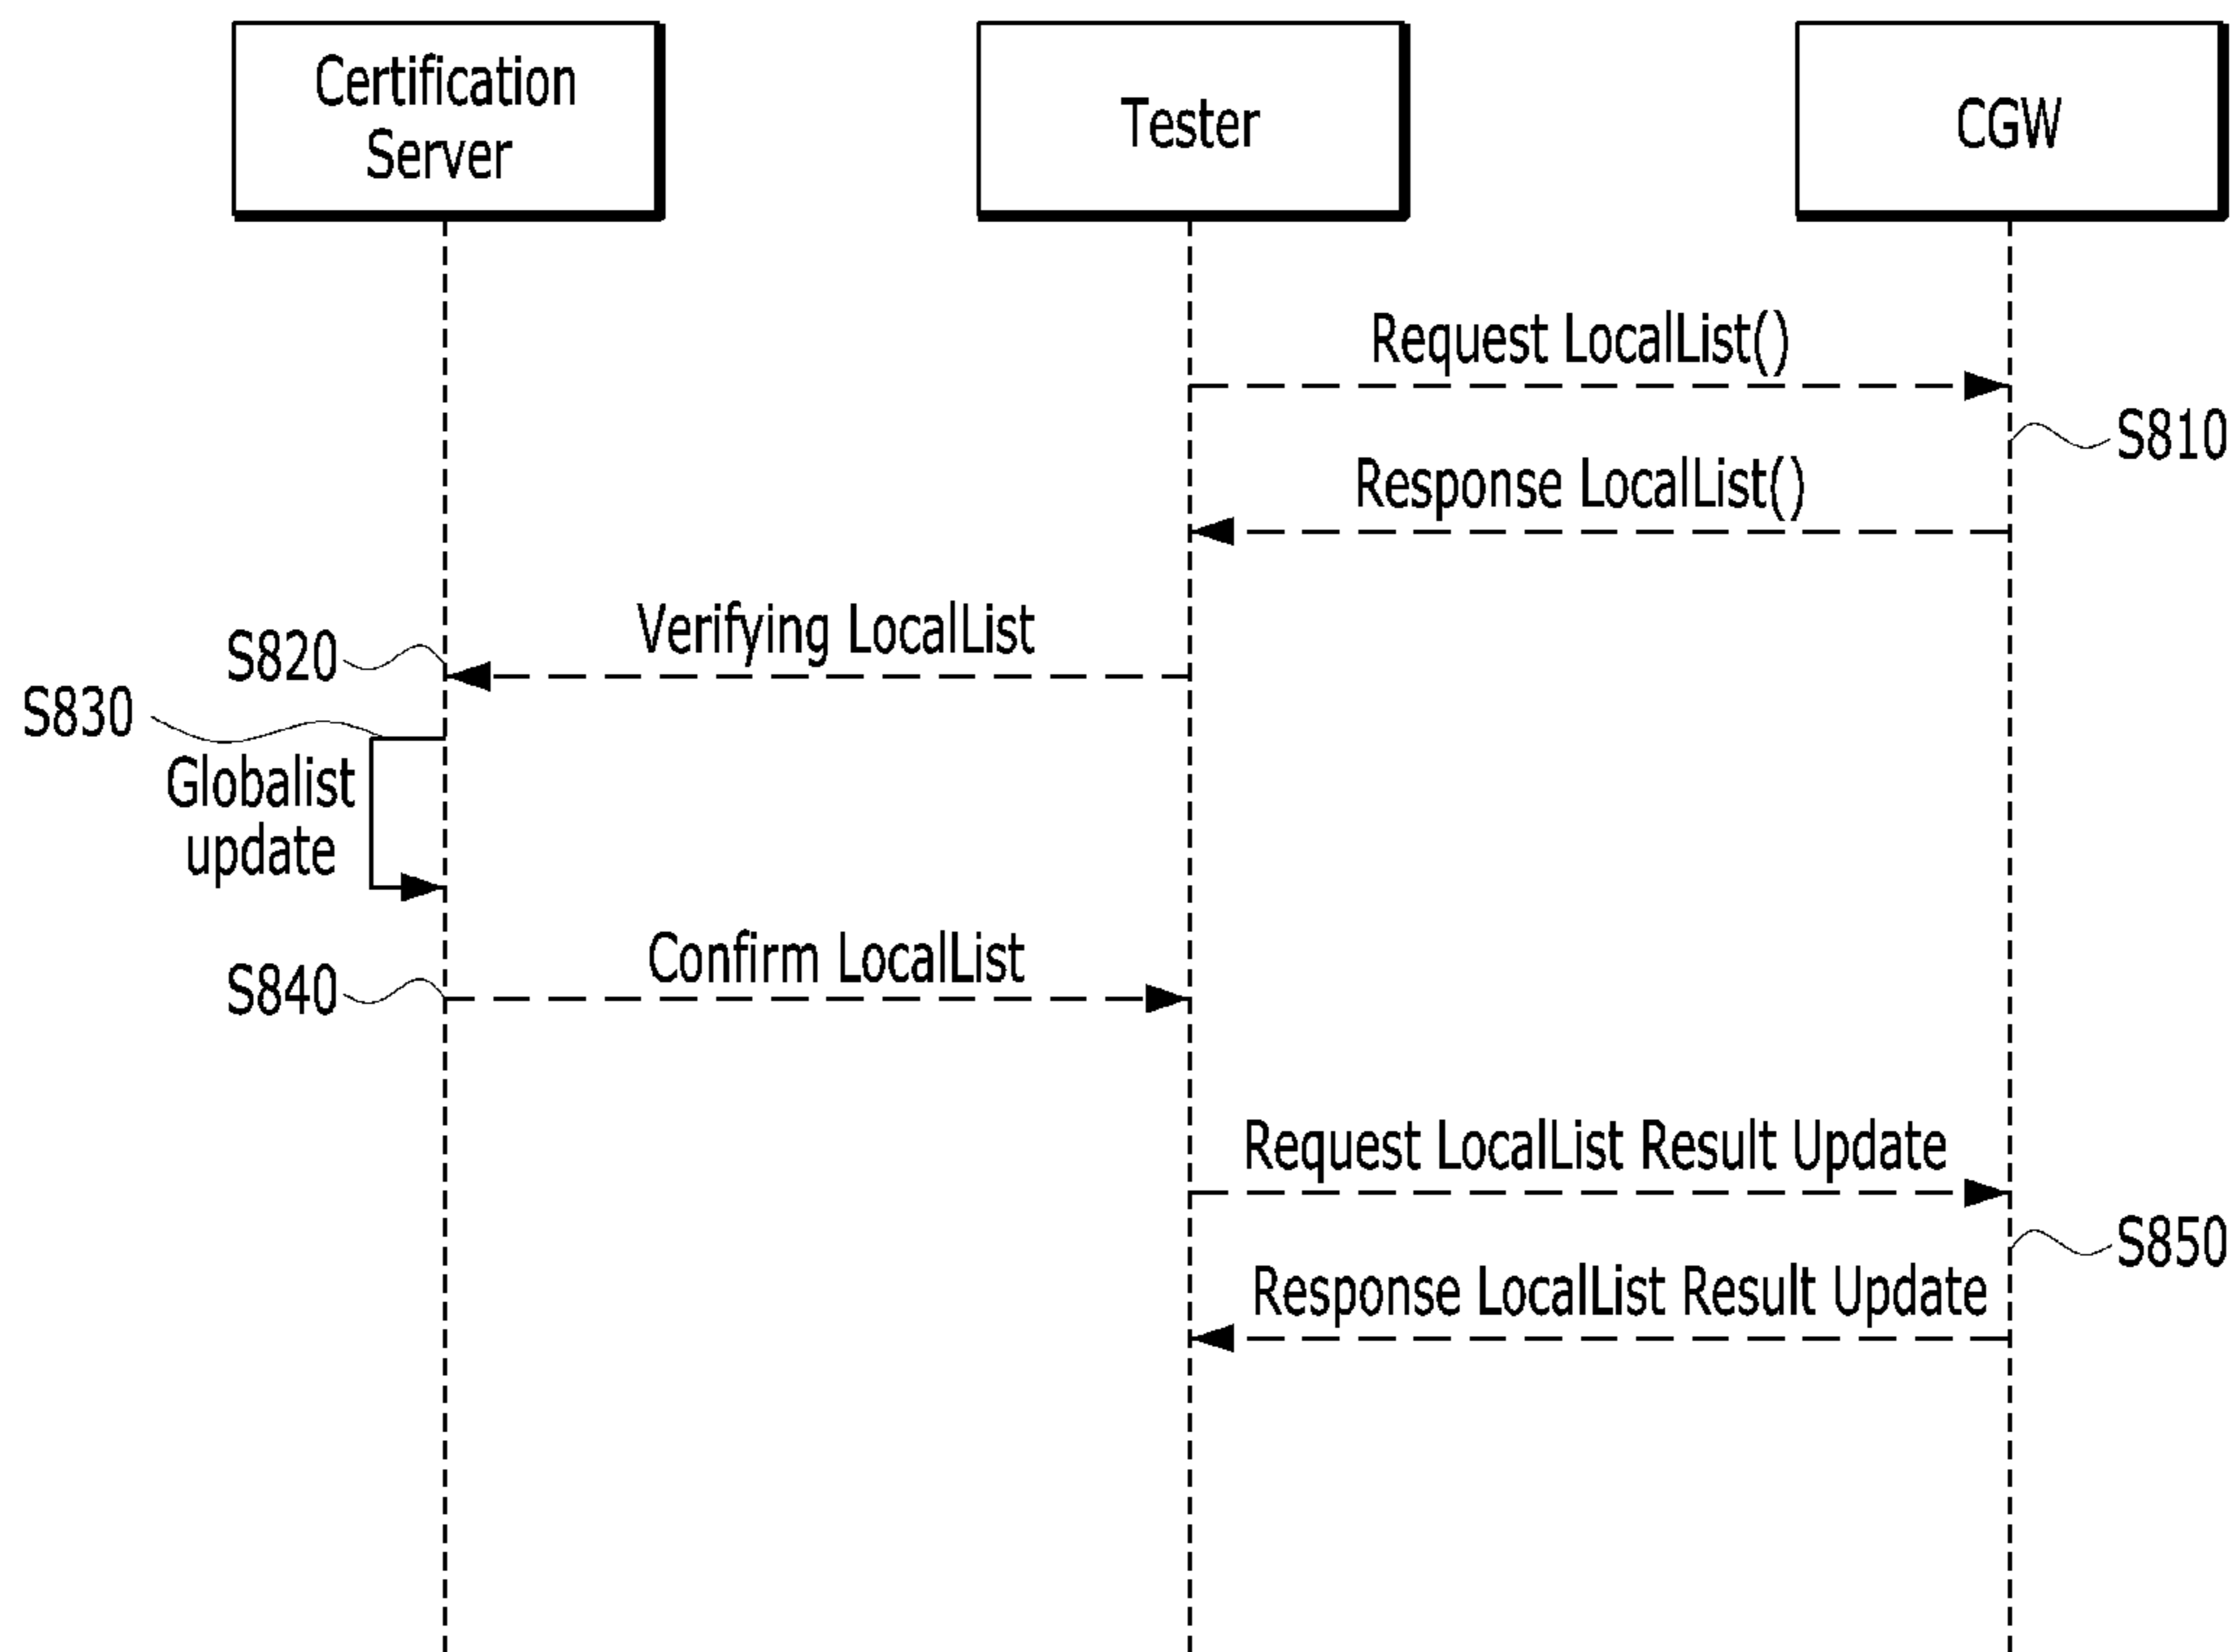 Certification
Server
Tester
CGW
Request LocalList()
S810
Response LocalList()
Verifying LocalList
S820
S830
Globalist
update
Confirm LocalList
S840
Request LocalList Result Update
S850
Response LocalList Result Update